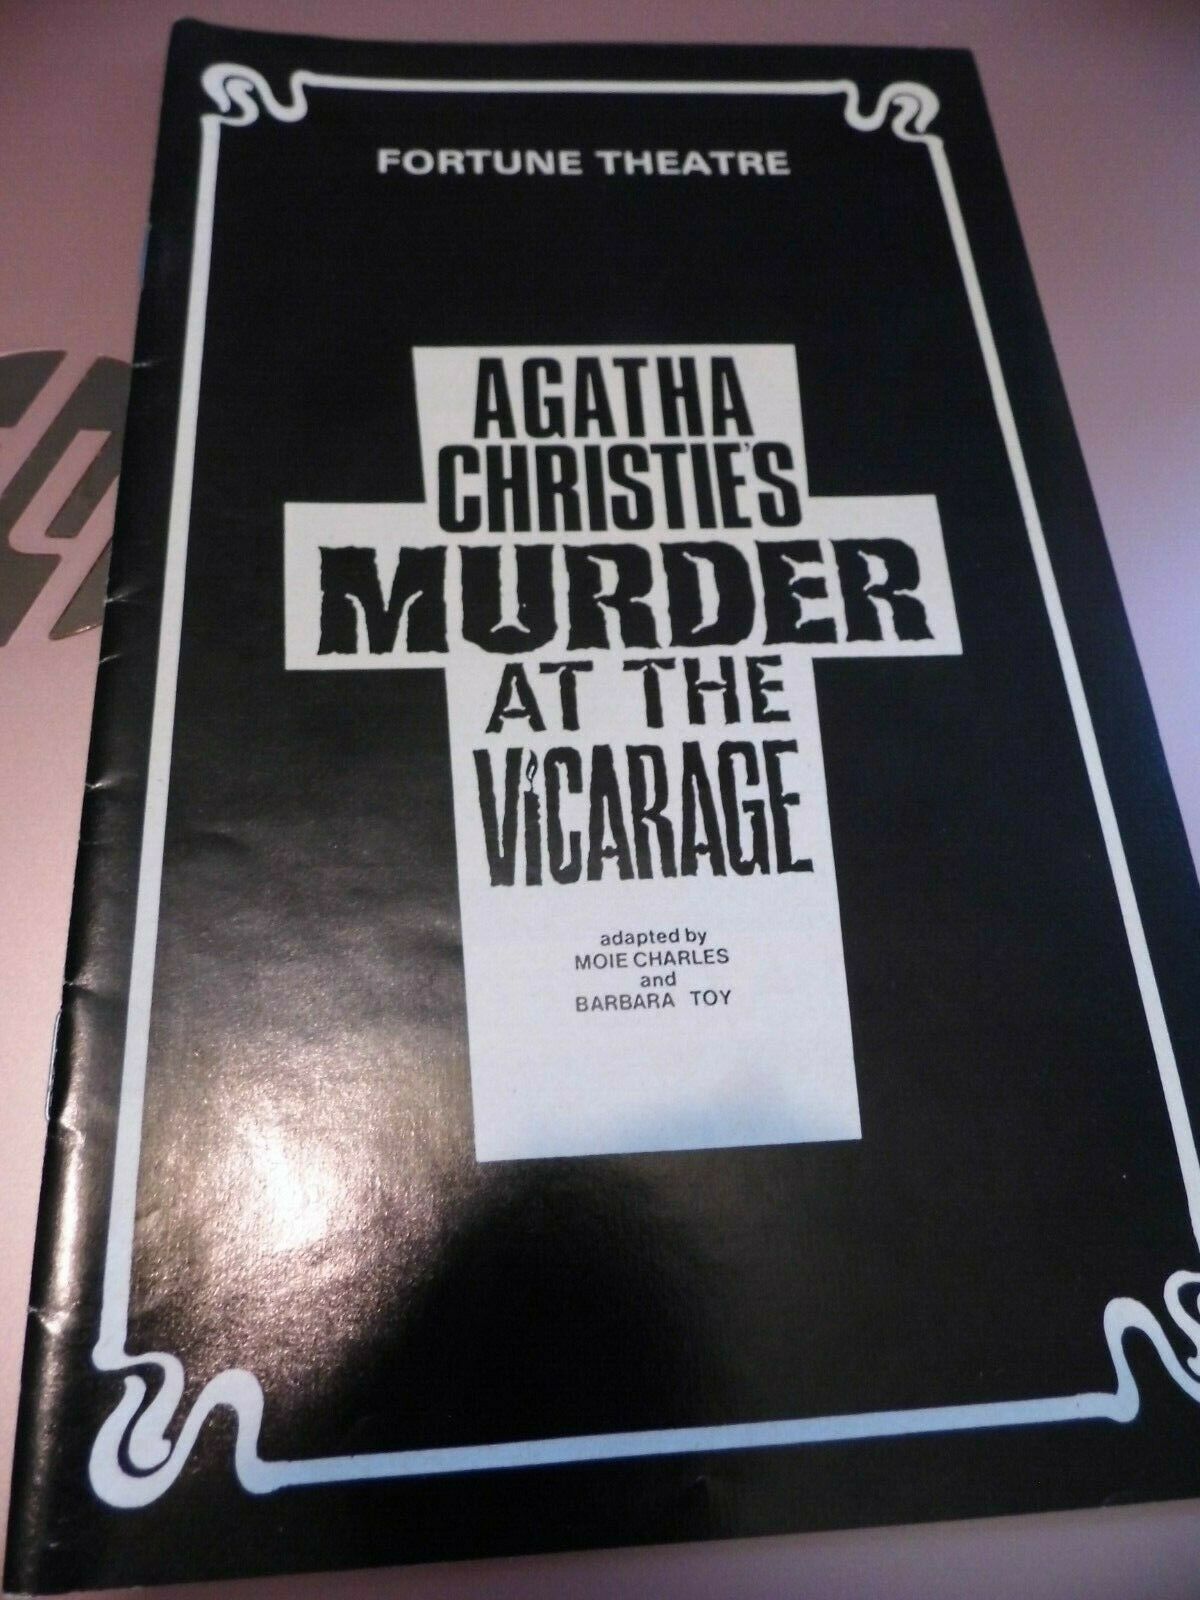 FORTUNE THEATRE
AGATHA
CHRISTIE'S
MURDER
AT THE
VICARAGE
adapted by
MOIE CHARLES
and
BARBARA TOY